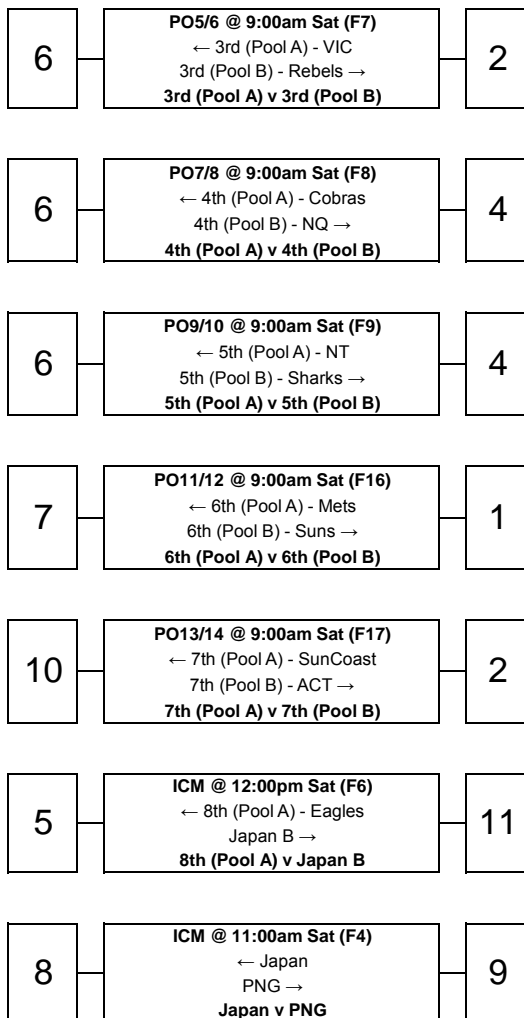 PO5/6 @ 9:00am Sat (F7)
6
← 3rd (Pool A) - VIC
3rd (Pool B) - Rebels →
2
3rd (Pool A) v 3rd (Pool B)
PO7/8 @ 9:00am Sat (F8)
6
← 4th (Pool A) - Cobras
4th (Pool B) - NQ →
4
4th (Pool A) v 4th (Pool B)
PO9/10 @ 9:00am Sat (F9)
6
← 5th (Pool A) - NT
5th (Pool B) - Sharks →
4
5th (Pool A) v 5th (Pool B)
PO11/12 @ 9:00am Sat (F16)
7
← 6th (Pool A) - Mets
6th (Pool B) - Suns →
1
6th (Pool A) v 6th (Pool B)
PO13/14 @ 9:00am Sat (F17)
10
← 7th (Pool A) - SunCoast
7th (Pool B) - ACT →
2
7th (Pool A) v 7th (Pool B)
ICM @ 12:00pm Sat (F6)
5
← 8th (Pool A) - Eagles
Japan B →
11
8th (Pool A) v Japan B
ICM @ 11:00am Sat (F4)
8
← Japan
PNG →
9
Japan v PNG